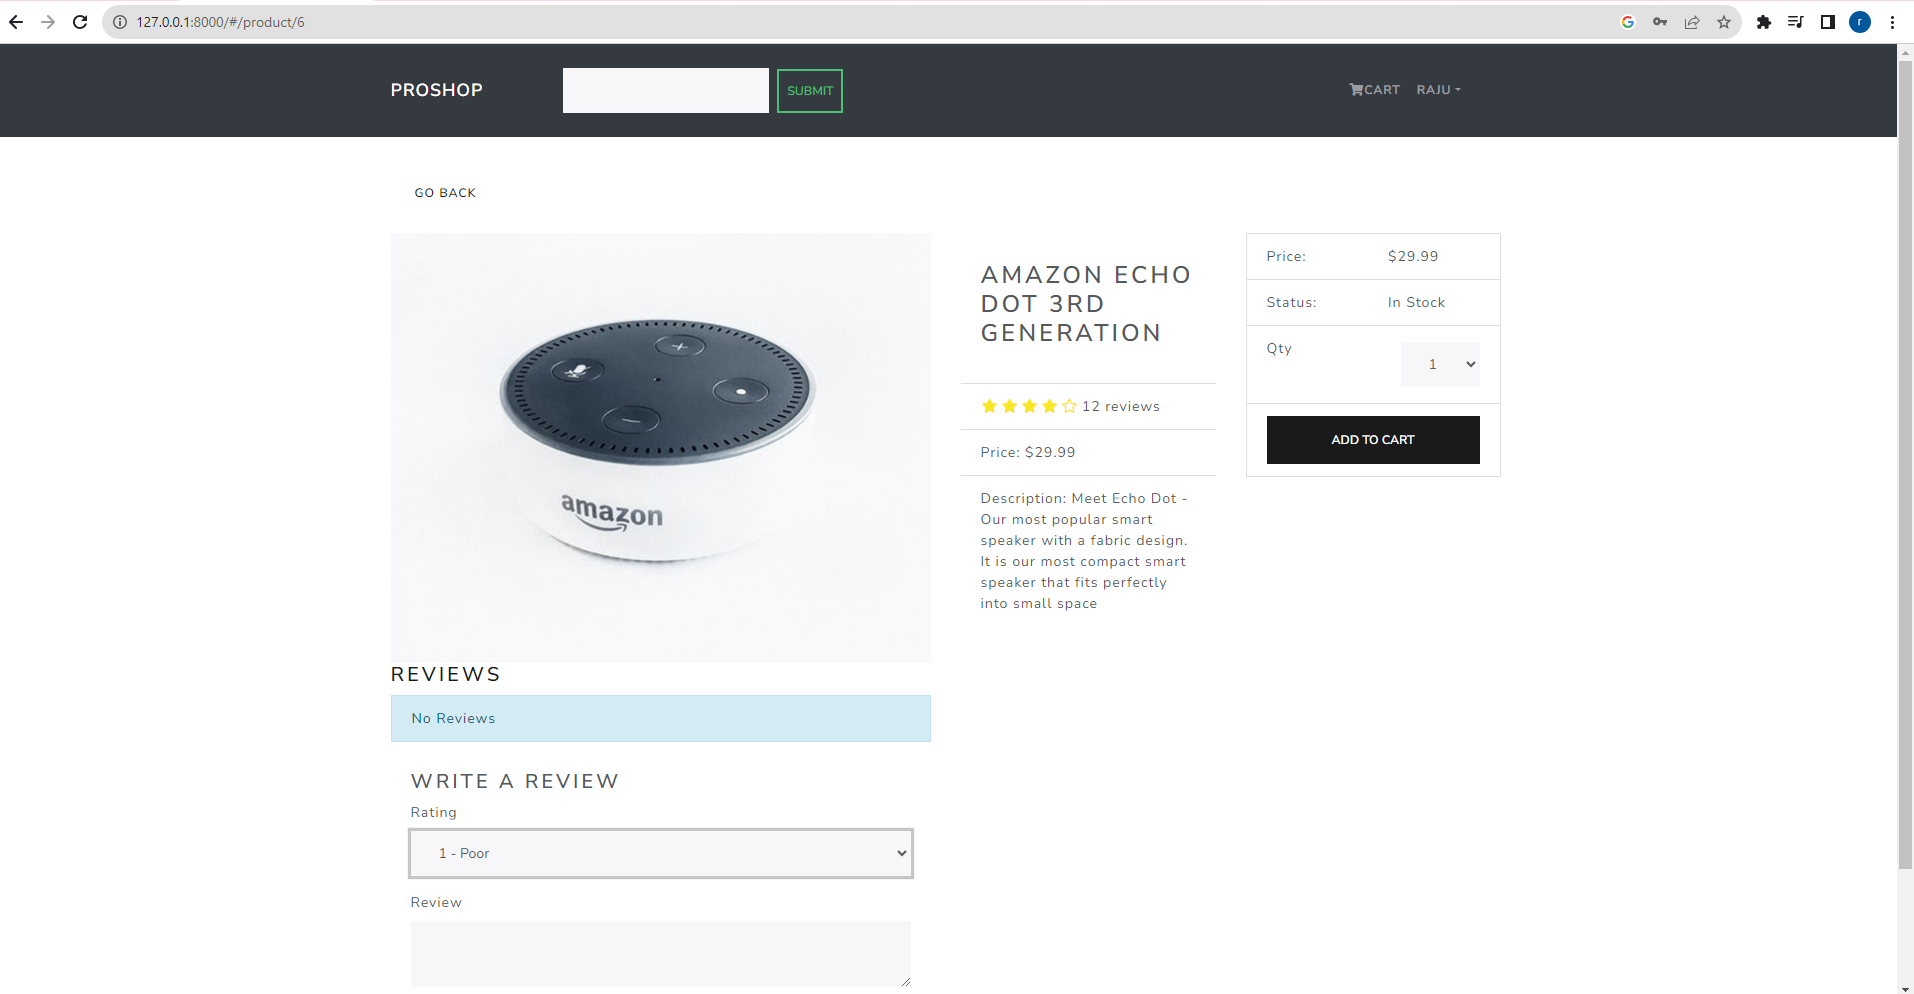 127.0.0.1:8000/#/product/6
r
PROSHOP
SUBMIT
CART
RAJU
GO BACK
amazon
AMAZON ECHO
DOT 3RD
GENERATION
12 reviews
Price: $29.99
Description: Meet Echo Dot -
Our most popular smart
speaker with a fabric design.
It is our most compact smart
speaker that fits perfectly
into small space
Price: $29.99
Status: In Stock
Qty 1
ADD TO CART
REVIEWS
No Reviews
WRITE A REVIEW
Rating
1 - Poor
Review